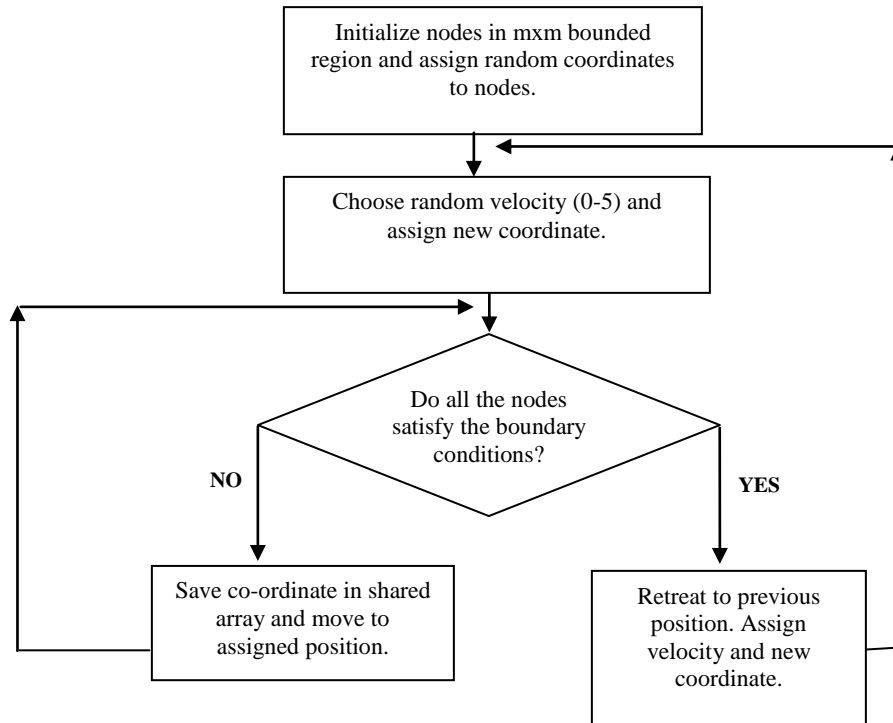 Initialize nodes in mxm bounded
region and assign random coordinates
to nodes.
Choose random velocity (0-5) and
assign new coordinate.
Do all the nodes
satisfy the boundary
conditions?
NO
YES
Save co-ordinate in shared
array and move to
assigned position.
Retreat to previous
position. Assign
velocity and new
coordinate.